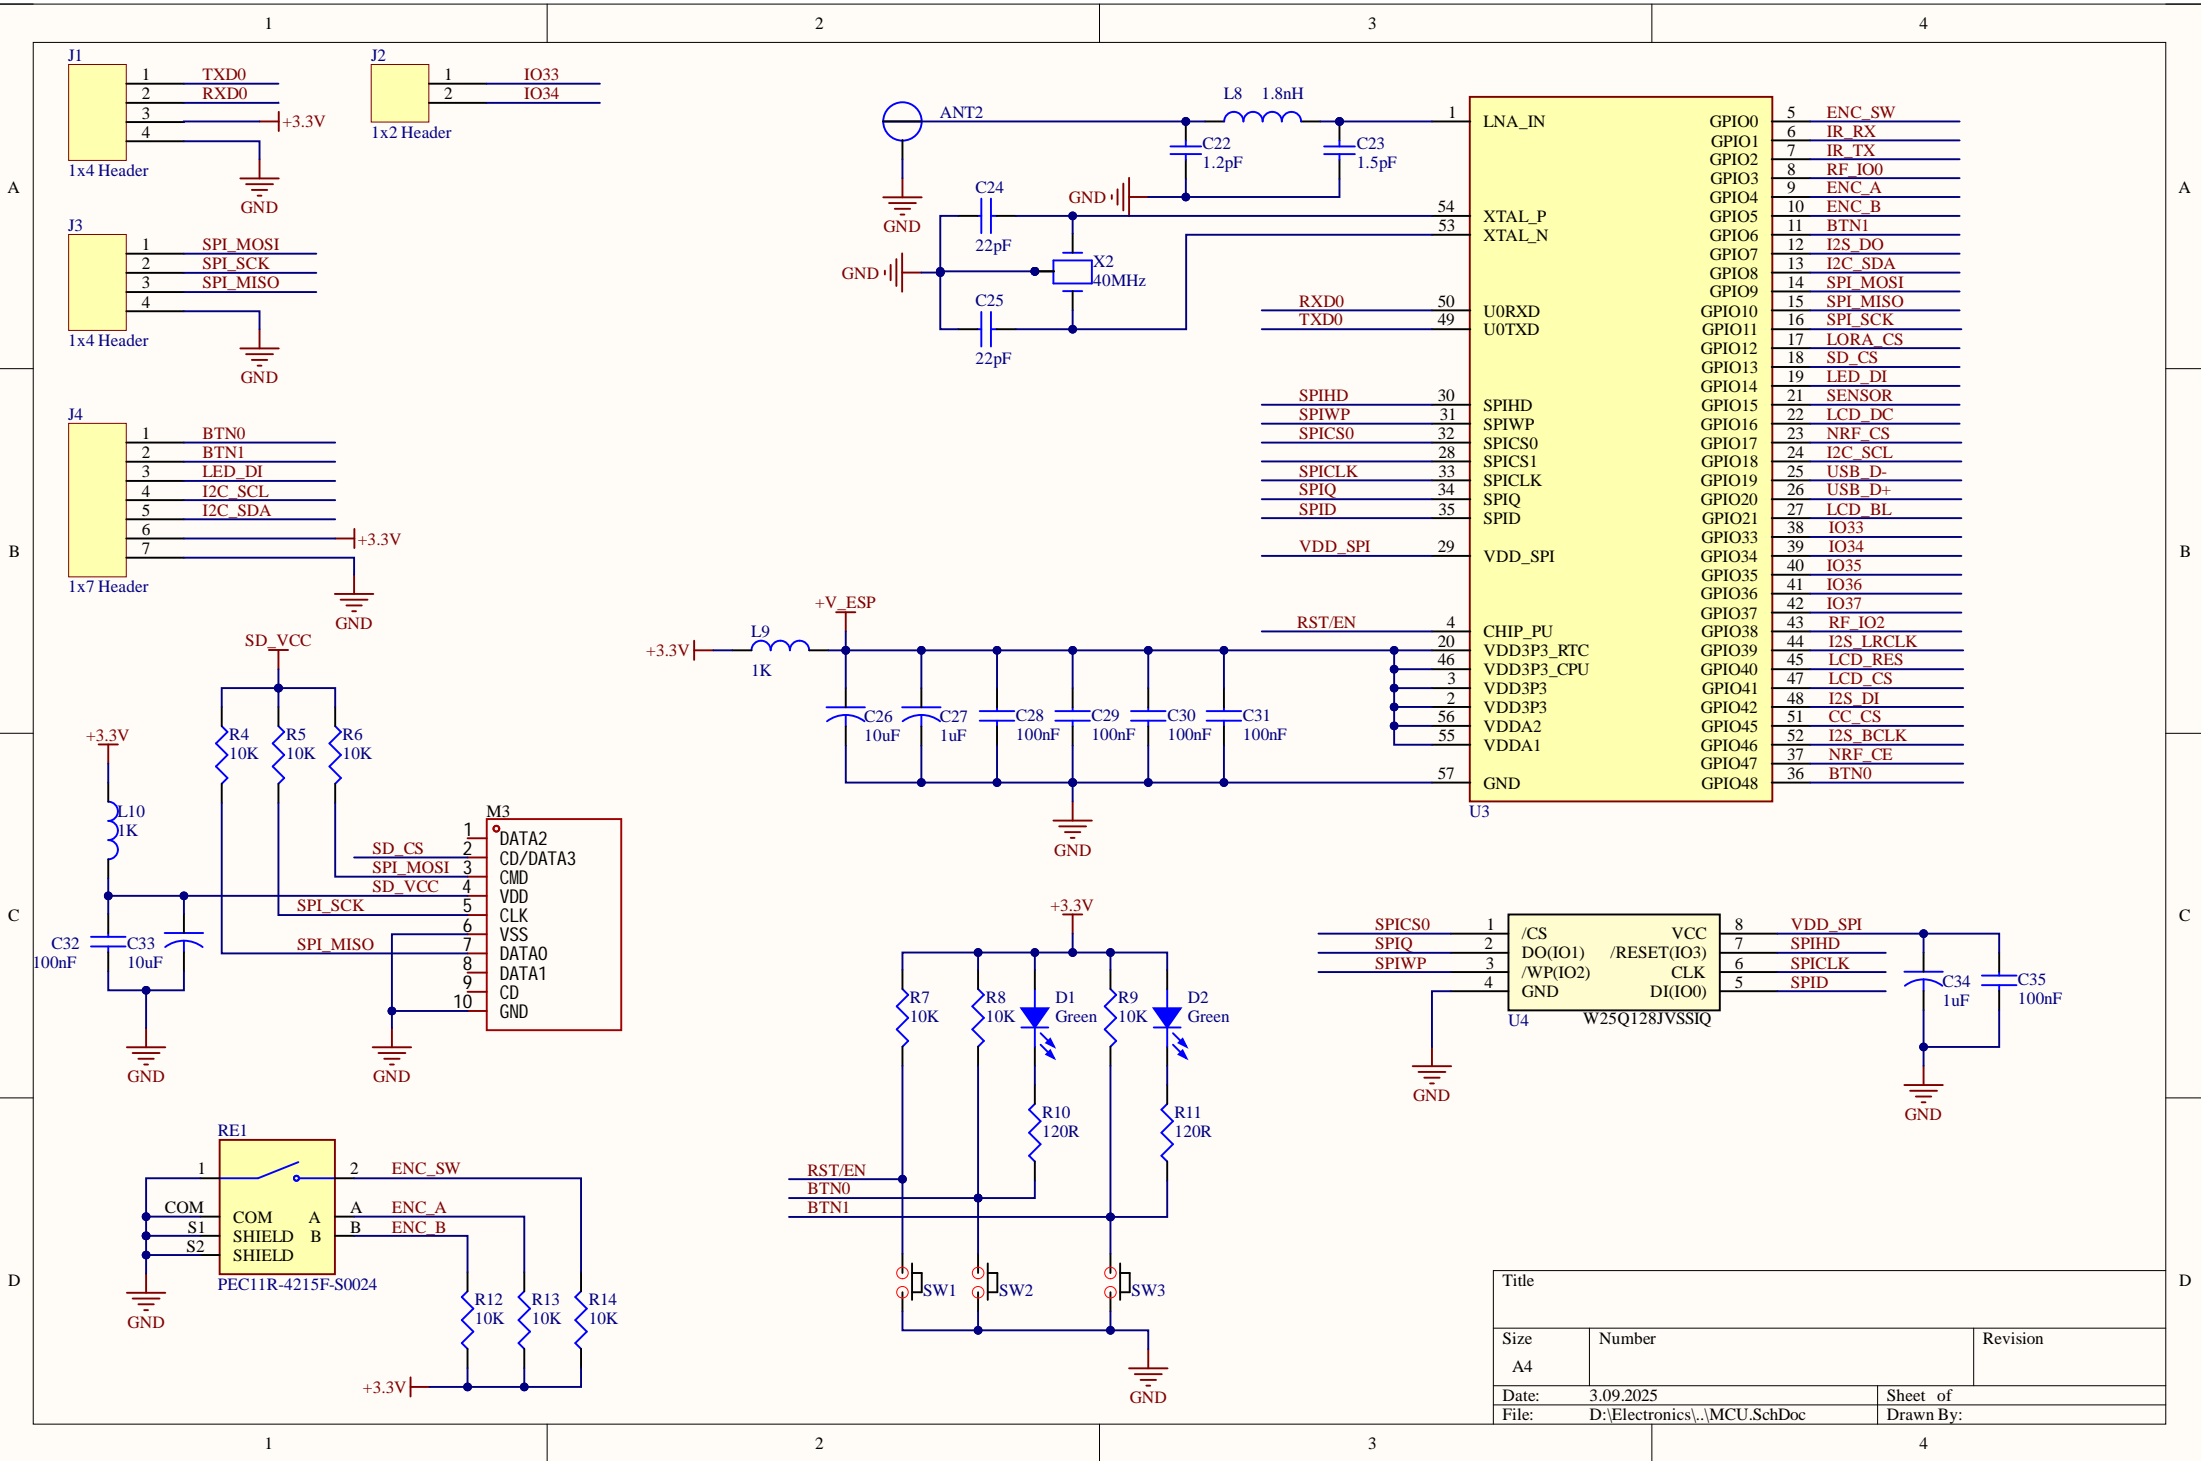 1 2 3 4
A
B
C
D
A
B
C
D
J1
1 TXD0
2 RXD0
3 +3.3V
4
1x4 Header
GND
J2
1 IO33
2 IO34
1x2 Header
J3
1 SPI_MOSI
2 SPI_SCK
3 SPI_MISO
4
1x4 Header
GND
J4
1 BTN0
2 BTN1
3 LED_DI
4 I2C_SCL
5 I2C_SDA
6 +3.3V
7
1x7 Header
GND
SD_VCC
R4 10K
R5 10K
R6 10K
+3.3V
L10
1K
C32
100nF
C33
10uF
GND
M3
1 DATA2
SD_CS 2 CD/DATA3
SPI_MOSI 3 CMD
SD_VCC 4 VDD
SPI_SCK 5 CLK
6 VSS
SPI_MISO 7 DATA0
8 DATA1
9 CD
10 GND
GND
RE1
1 2 ENC_SW
COM COM A A ENC_A
S1 SHIELD B B ENC_B
S2 SHIELD
PEC11R-4215F-S0024
GND
R12 10K
R13 10K
R14 10K
+3.3V
ANT2
GND
L8 1.8nH
C22
1.2pF
C23
1.5pF
GND
C24
22pF
GND
X2
40MHz
C25
22pF
+3.3V
L9
1K
+V_ESP
C26
10uF
C27
1uF
C28
100nF
C29
100nF
C30
100nF
C31
100nF
GND
1 LNA_IN
54 XTAL_P
53 XTAL_N
RXD0 50 U0RXD
TXD0 49 U0TXD
SPIHD 30 SPIHD
SPIWP 31 SPIWP
SPICS0 32 SPICS0
28 SPICS1
SPICLK 33 SPICLK
SPIQ 34 SPIQ
SPID 35 SPID
VDD_SPI 29 VDD_SPI
RST/EN 4 CHIP_PU
20 VDD3P3_RTC
46 VDD3P3_CPU
3 VDD3P3
2 VDD3P3
56 VDDA2
55 VDDA1
57 GND
U3
GPIO0 5 ENC_SW
GPIO1 6 IR_RX
GPIO2 7 IR_TX
GPIO3 8 RF_IO0
GPIO4 9 ENC_A
GPIO5 10 ENC_B
GPIO6 11 BTN1
GPIO7 12 I2S_DO
GPIO8 13 I2C_SDA
GPIO9 14 SPI_MOSI
GPIO10 15 SPI_MISO
GPIO11 16 SPI_SCK
GPIO12 17 LORA_CS
GPIO13 18 SD_CS
GPIO14 19 LED_DI
GPIO15 21 SENSOR
GPIO16 22 LCD_DC
GPIO17 23 NRF_CS
GPIO18 24 I2C_SCL
GPIO19 25 USB_D-
GPIO20 26 USB_D+
GPIO21 27 LCD_BL
GPIO33 38 IO33
GPIO34 39 IO34
GPIO35 40 IO35
GPIO36 41 IO36
GPIO37 42 IO37
GPIO38 43 RF_IO2
GPIO39 44 I2S_LRCLK
GPIO40 45 LCD_RES
GPIO41 47 LCD_CS
GPIO42 48 I2S_DI
GPIO45 51 CC_CS
GPIO46 52 I2S_BCLK
GPIO47 37 NRF_CE
GPIO48 36 BTN0
+3.3V
R7
10K
R8
10K
D1
Green
R9
10K
D2
Green
R10
120R
R11
120R
RST/EN
BTN0
BTN1
SW1
SW2
SW3
GND
SPICS0 1 /CS VCC 8 VDD_SPI
SPIQ 2 DO(IO1) /RESET(IO3) 7 SPIHD
SPIWP 3 /WP(IO2) CLK 6 SPICLK
4 GND DI(IO0) 5 SPID
U4 W25Q128JVSSIQ
GND
C34
1uF
C35
100nF
GND
Title
Size Number Revision
A4
Date: 3.09.2025 Sheet of
File: D:\Electronics\..\MCU.SchDoc Drawn By:
1 2 3 4